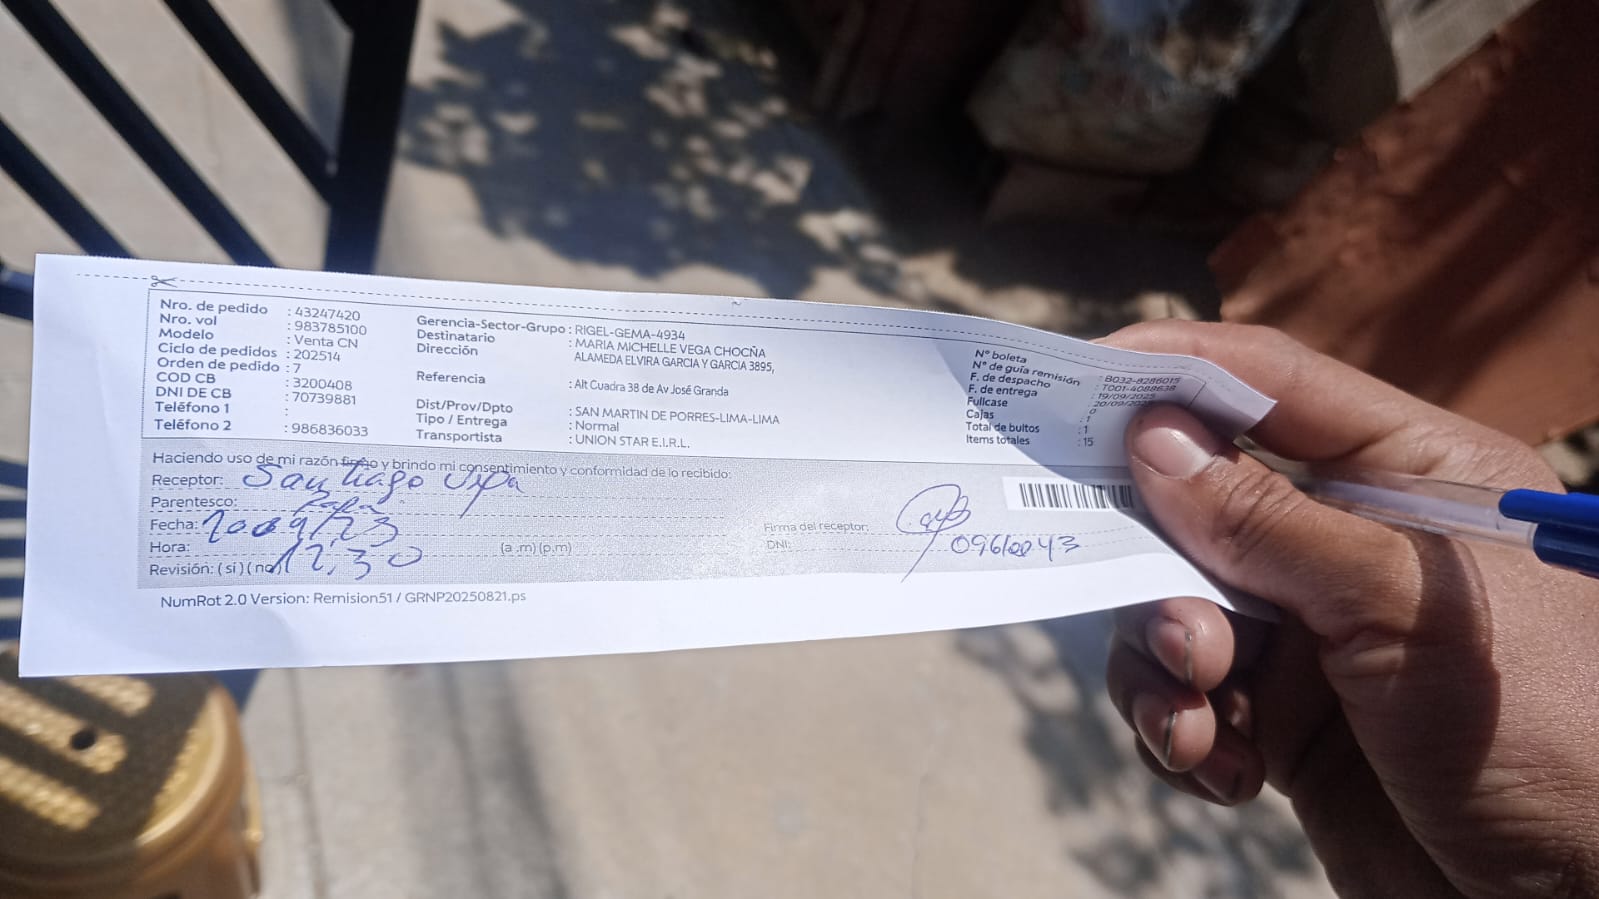 Nro. de pedido : 43247420
Nro. vol : 983785100
Modelo : Venta CN
Ciclo de pedidos : 202514
Orden de pedido : 7
COD CB : 3200408
DNI DE CB : 70739881
Teléfono 1 :
Teléfono 2 : 986836033
Gerencia-Sector-Grupo : RIGEL-GEMA-4934
Destinatario : MARIA MICHELLE VEGA CHOCÑA
Dirección ALAMEDA ELVIRA GARCIA Y GARCIA 3895,
Referencia : Alt Cuadra 38 de Av José Granda
Dist/Prov/Dpto : SAN MARTIN DE PORRES-LIMA-LIMA
Tipo / Entrega : Normal
Transportista : UNION STAR E.I.R.L.
N° boleta : B032-8286015
N° de guía remisión : T001-4088638
F. de despacho : 19/09/2025
F. de entrega 20/09/202
Fullcase 0
Cajas : 1
Total de bultos : 1
Items totales : 15
Haciendo uso de mi razón firmo y brindo mi consentimiento y conformidad de lo recibido:
Receptor: Santiago
Parentesco: Papá
Fecha:
Hora: 12:30 (a .m) (p.m)
Revisión: ( si ) ( no )
Firma del receptor:
DNI:
NumRot 2.0 Version: Remision51 / GRNP20250821.ps